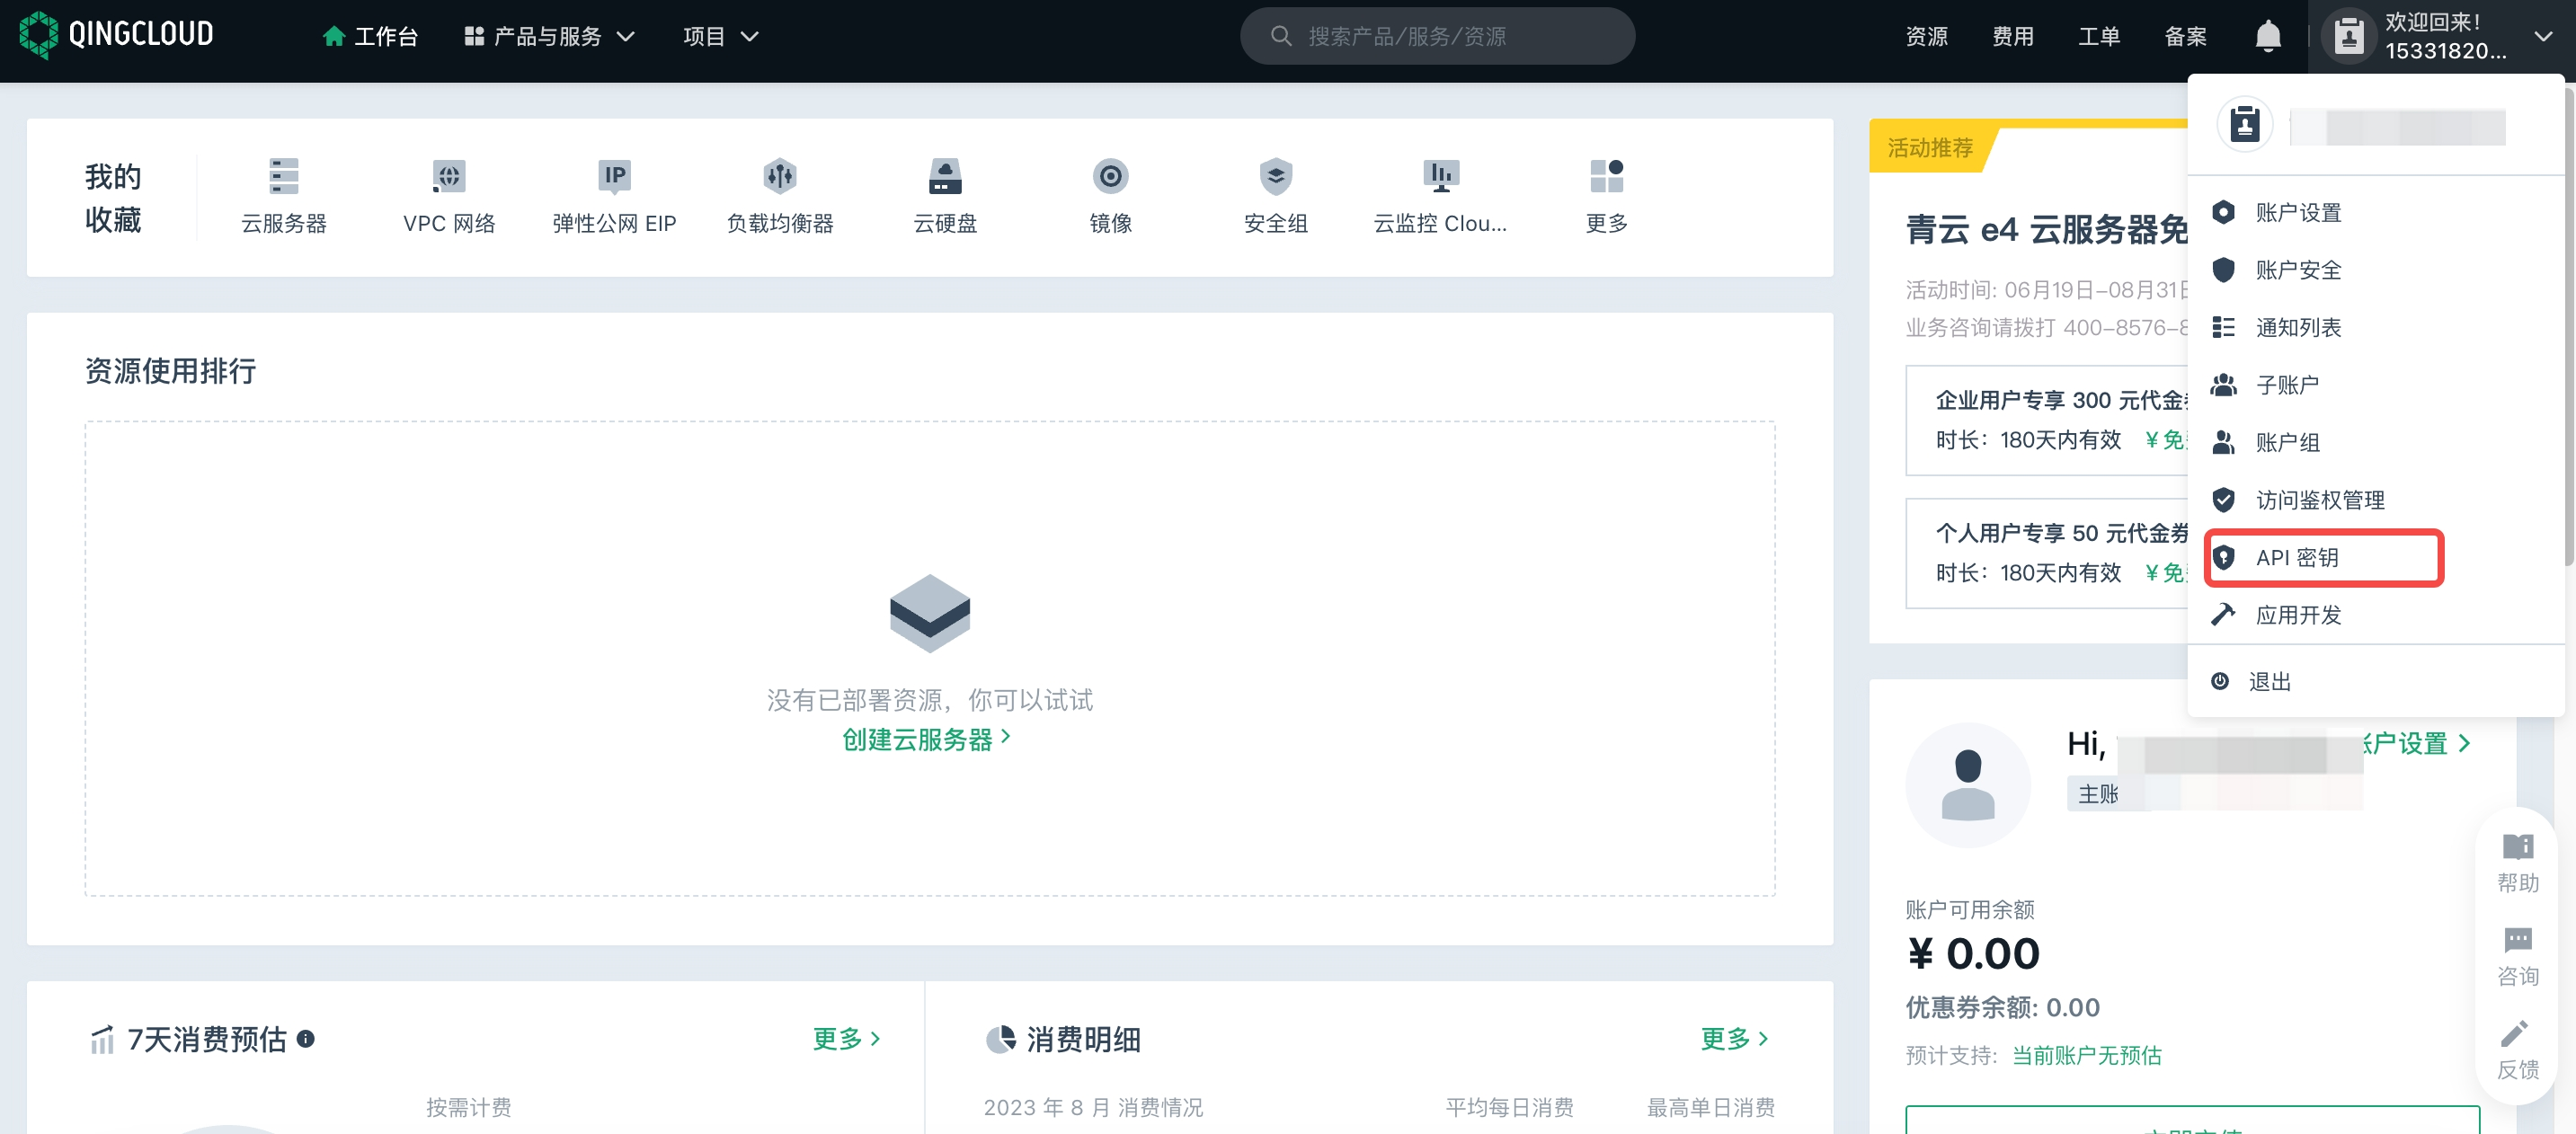 QINGCLOUD
工作台
产品与服务
项目
搜索产品/服务/资源
资源
费用
工单
备案
欢迎回来！
15331820...
我的
收藏
云服务器
VPC 网络
IP
弹性公网 EIP
负载均衡器
云硬盘
镜像
安全组
云监控 Clou...
更多
活动推荐
青云 e4 云服务器免
活动时间: 06月19日-08月31日
业务咨询请拨打 400-8576-8
企业用户专享 300 元代金券
时长：180天内有效 ¥ 免
个人用户专享 50 元代金券
时长：180天内有效 ¥ 免
账户设置
账户安全
通知列表
子账户
账户组
访问鉴权管理
API 密钥
应用开发
退出
资源使用排行
没有已部署资源，你可以试试
创建云服务器 >
Hi,
账户设置 >
主账
账户可用余额
¥ 0.00
优惠券余额: 0.00
预计支持: 当前账户无预估
帮助
咨询
反馈
7天消费预估
更多 >
按需计费
消费明细
更多 >
2023 年 8 月 消费情况
平均每日消费
最高单日消费